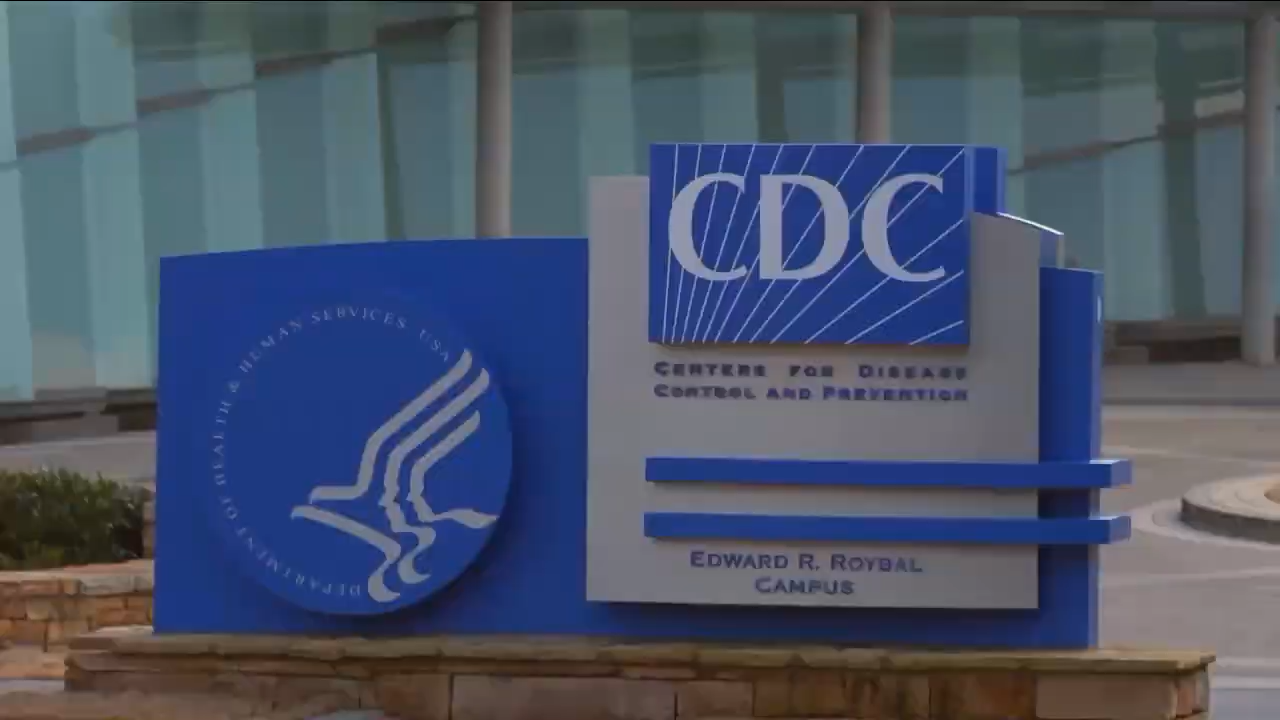 DEPARTMENT OF HEALTH & HUMAN SERVICES USA
CDC
CENTERS FOR DISEASE
CONTROL AND PREVENTION
EDWARD R. ROYBAL
CAMPUS